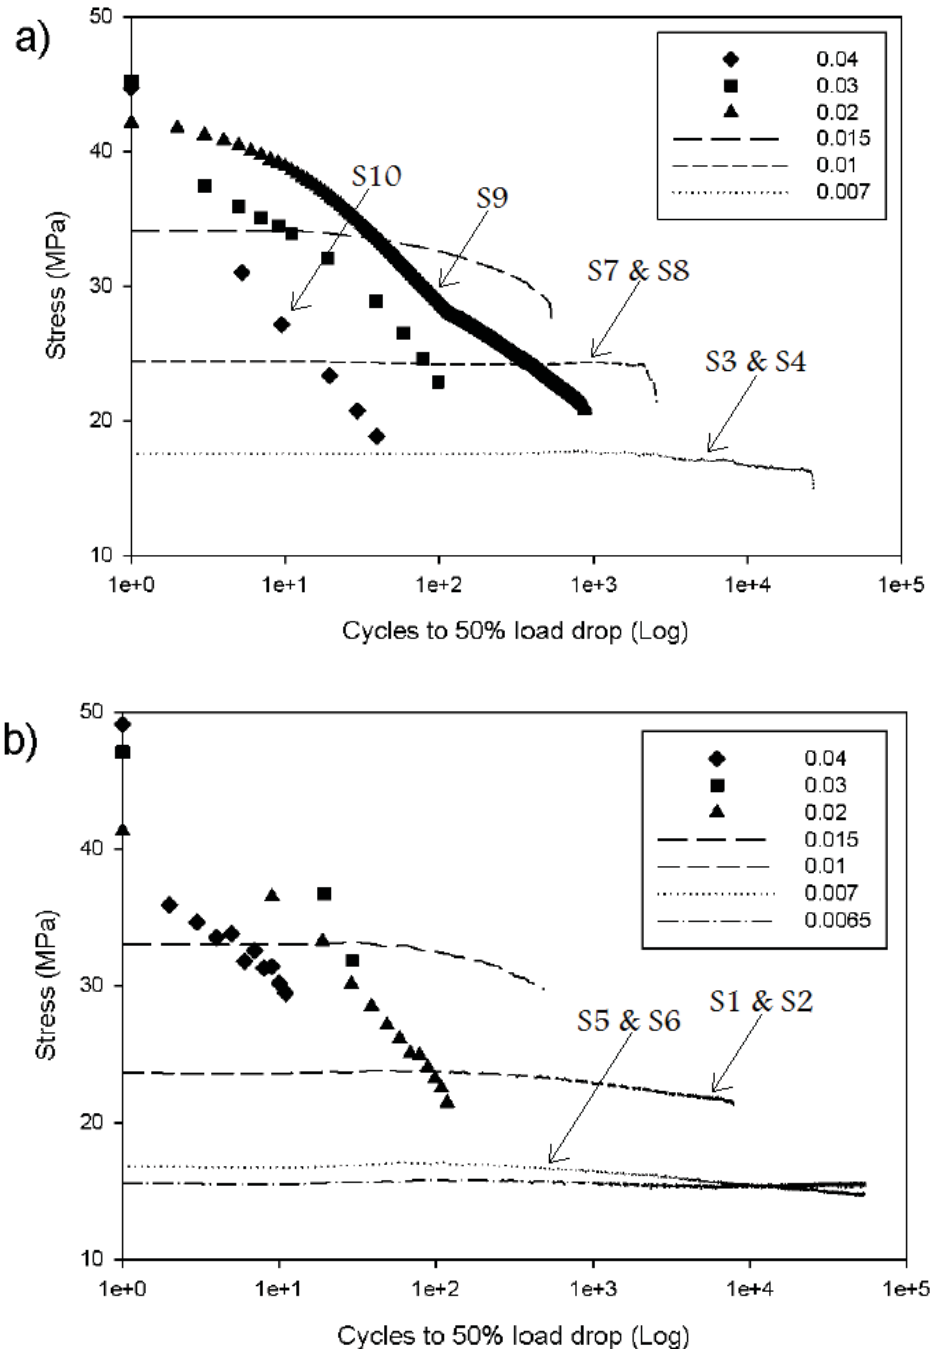 a)
50
40
30
20
10
Stress (MPa)
0.04
0.03
0.02
0.015
0.01
0.007
S10
S9
S7 & S8
S3 & S4
1e+0
1e+1
1e+2
1e+3
1e+4
1e+5
Cycles to 50% load drop (Log)
b)
50
40
30
20
10
Stress (MPa)
0.04
0.03
0.02
0.015
0.01
0.007
0.0065
S5 & S6
S1 & S2
1e+0
1e+1
1e+2
1e+3
1e+4
1e+5
Cycles to 50% load drop (Log)